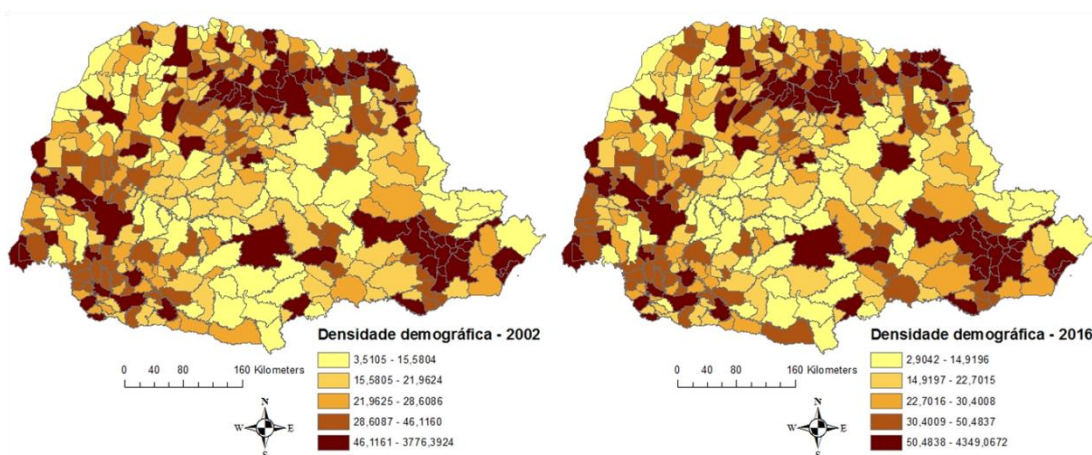 Densidade demográfica - 2002
3,5105 - 15,5804
15,5805 - 21,9624
21,9625 - 28,6086
28,6087 - 46,1160
46,1161 - 3776,3924
0 40 80 160 Kilometers
N
W E
S
Densidade demográfica - 2016
2,9042 - 14,9196
14,9197 - 22,7015
22,7016 - 30,4008
30,4009 - 50,4837
50,4838 - 4349,0672
0 20 40 80 120 160 Kilometers
N
W E
S